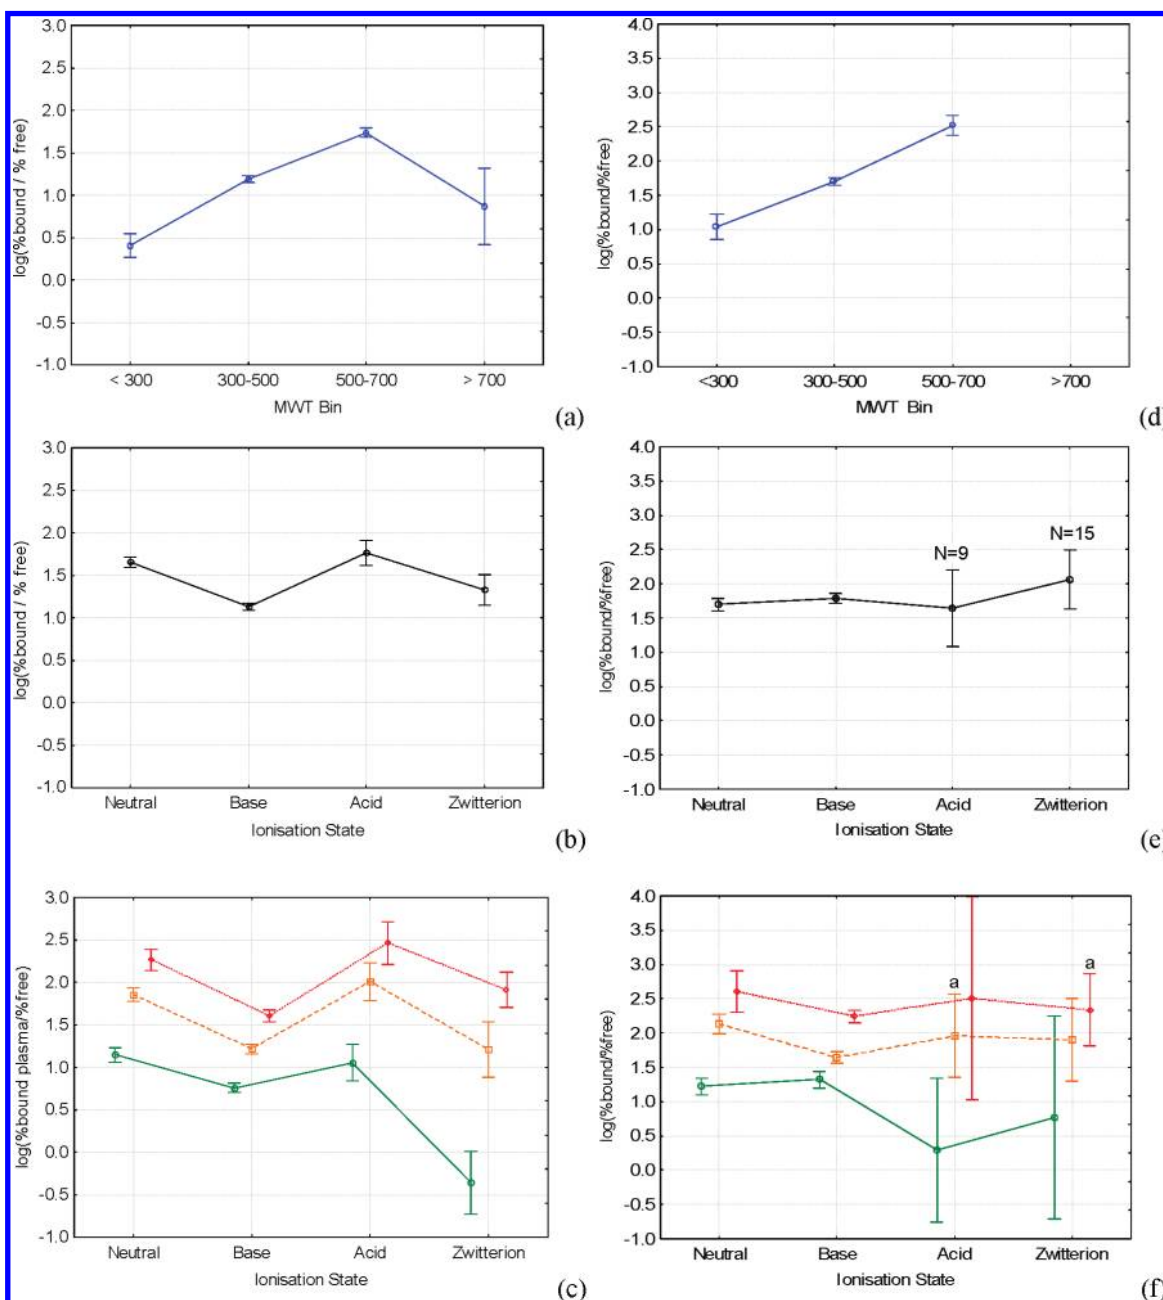 3.0
2.5
2.0
1.5
1.0
0.5
0.0
-0.5
-1.0
log(%bound / % free)
< 300 300-500 500-700 > 700
MWT Bin
(a)
4.0
3.5
3.0
2.5
2.0
1.5
1.0
0.5
0.0
-0.5
-1.0
log(%bound/%free)
<300 300-500 500-700 >700
MWT Bin
(d)
3.0
2.5
2.0
1.5
1.0
0.5
0.0
-0.5
-1.0
log(%bound / % free)
Neutral Base Acid Zwitterion
Ionisation State
(b)
4.0
3.5
3.0
2.5
2.0
1.5
1.0
0.5
0.0
-0.5
-1.0
log(%bound/%free)
N=9
N=15
Neutral Base Acid Zwitterion
Ionisation State
(e)
3.0
2.5
2.0
1.5
1.0
0.5
0.0
-0.5
-1.0
log(%bound plasma/%free)
Neutral Base Acid Zwitterion
Ionisation State
(c)
4.0
3.5
3.0
2.5
2.0
1.5
1.0
0.5
0.0
-0.5
-1.0
log(%bound/%free)
a
a
Neutral Base Acid Zwitterion
Ionisation State
(f)